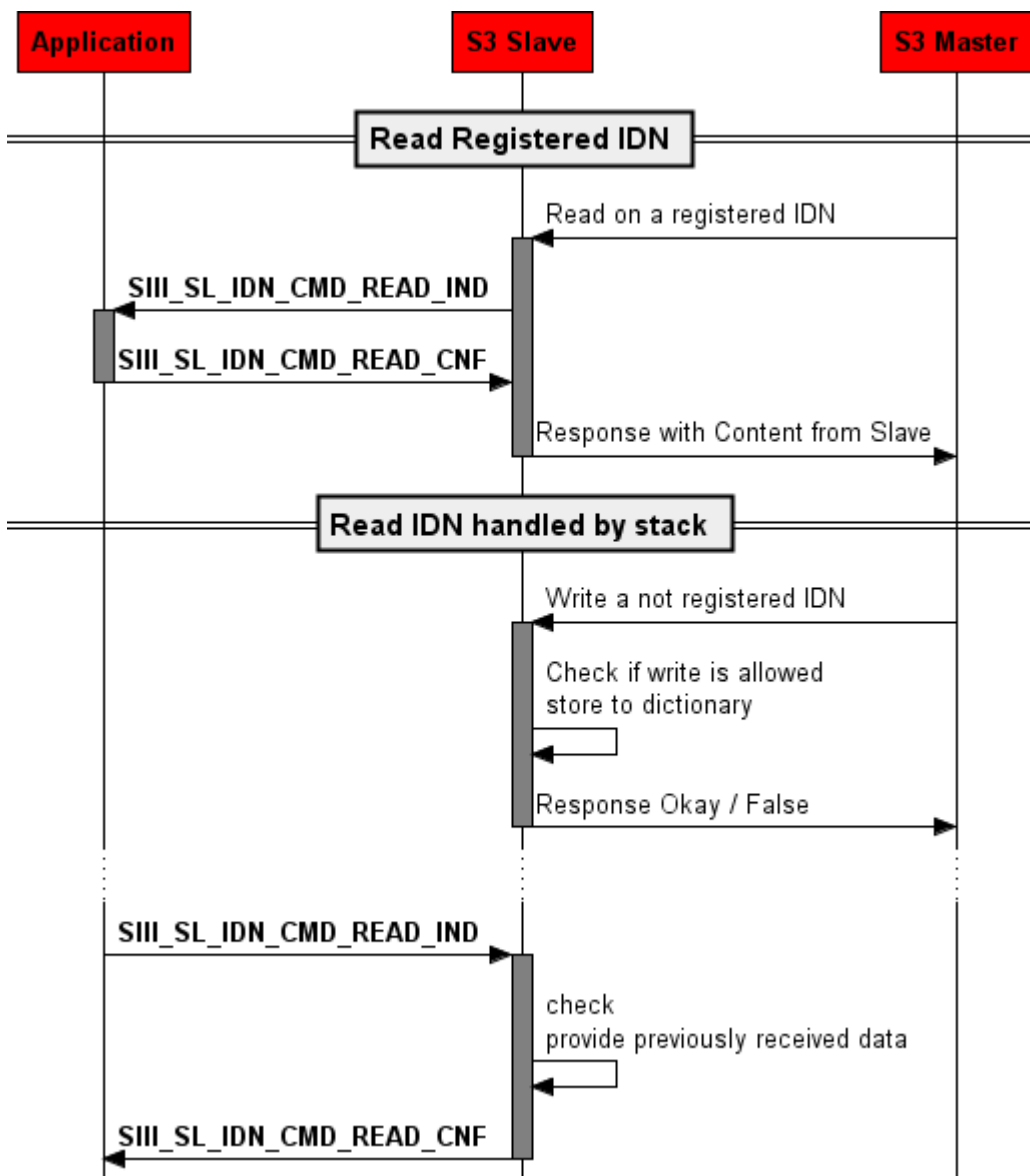 Application
S3 Slave
S3 Master
Read Registered IDN
Read on a registered IDN
SIII_SL_IDN_CMD_READ_IND
SIII_SL_IDN_CMD_READ_CNF
Response with Content from Slave
Read IDN handled by stack
Write a not registered IDN
Check if write is allowed
store to dictionary
Response Okay / False
SIII_SL_IDN_CMD_READ_IND
check
provide previously received data
SIII_SL_IDN_CMD_READ_CNF